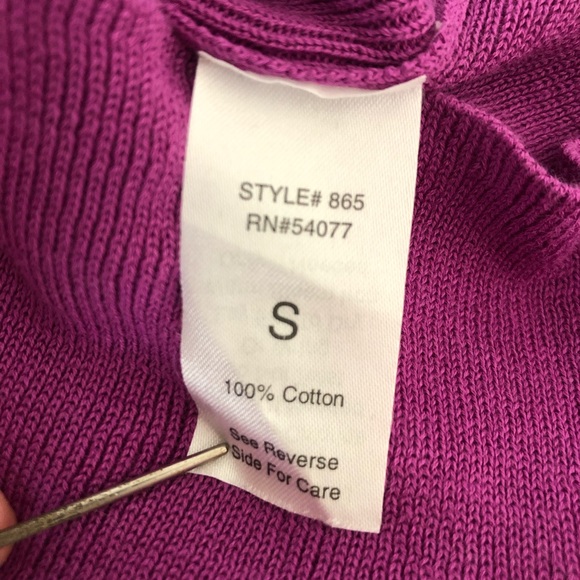 STYLE# 865
RN#54077
S
100% Cotton
See Reverse
Side For Care